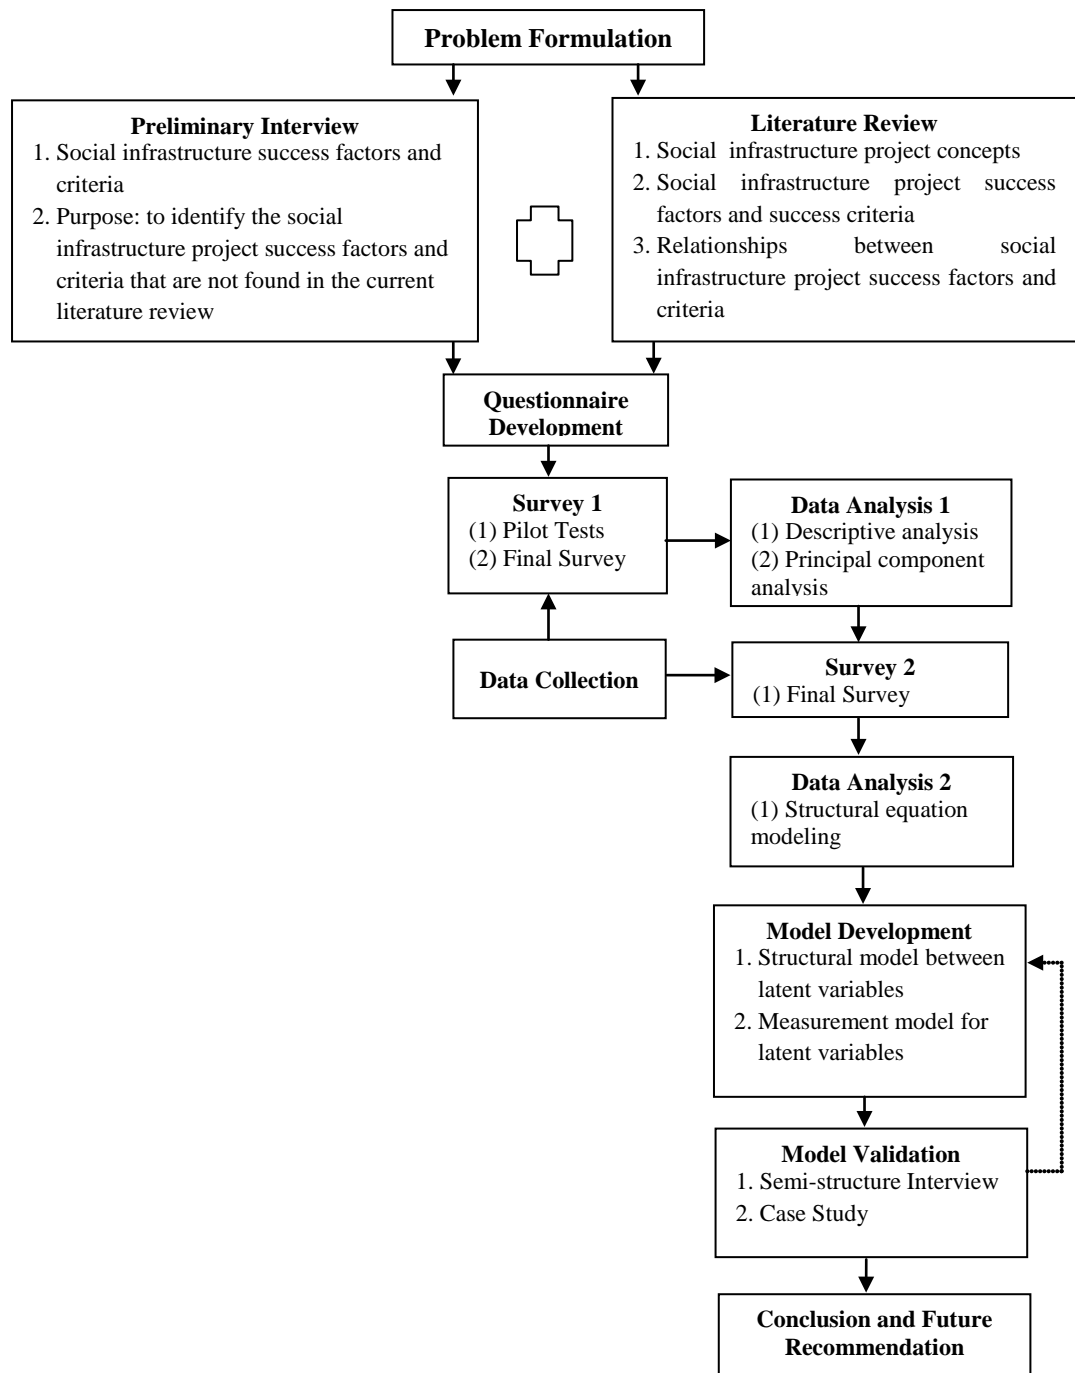 Problem Formulation
Preliminary Interview
1. Social infrastructure success factors and
criteria
2. Purpose: to identify the social
infrastructure project success factors and
criteria that are not found in the current
literature review
Literature Review
1. Social infrastructure project concepts
2. Social infrastructure project success
factors and success criteria
3. Relationships between social
infrastructure project success factors and
criteria
Questionnaire
Development
Survey 1
(1) Pilot Tests
(2) Final Survey
Data Analysis 1
(1) Descriptive analysis
(2) Principal component
analysis
Data Collection
Survey 2
(1) Final Survey
Data Analysis 2
(1) Structural equation
modeling
Model Development
1. Structural model between
latent variables
2. Measurement model for
latent variables
Model Validation
1. Semi-structure Interview
2. Case Study
Conclusion and Future
Recommendation